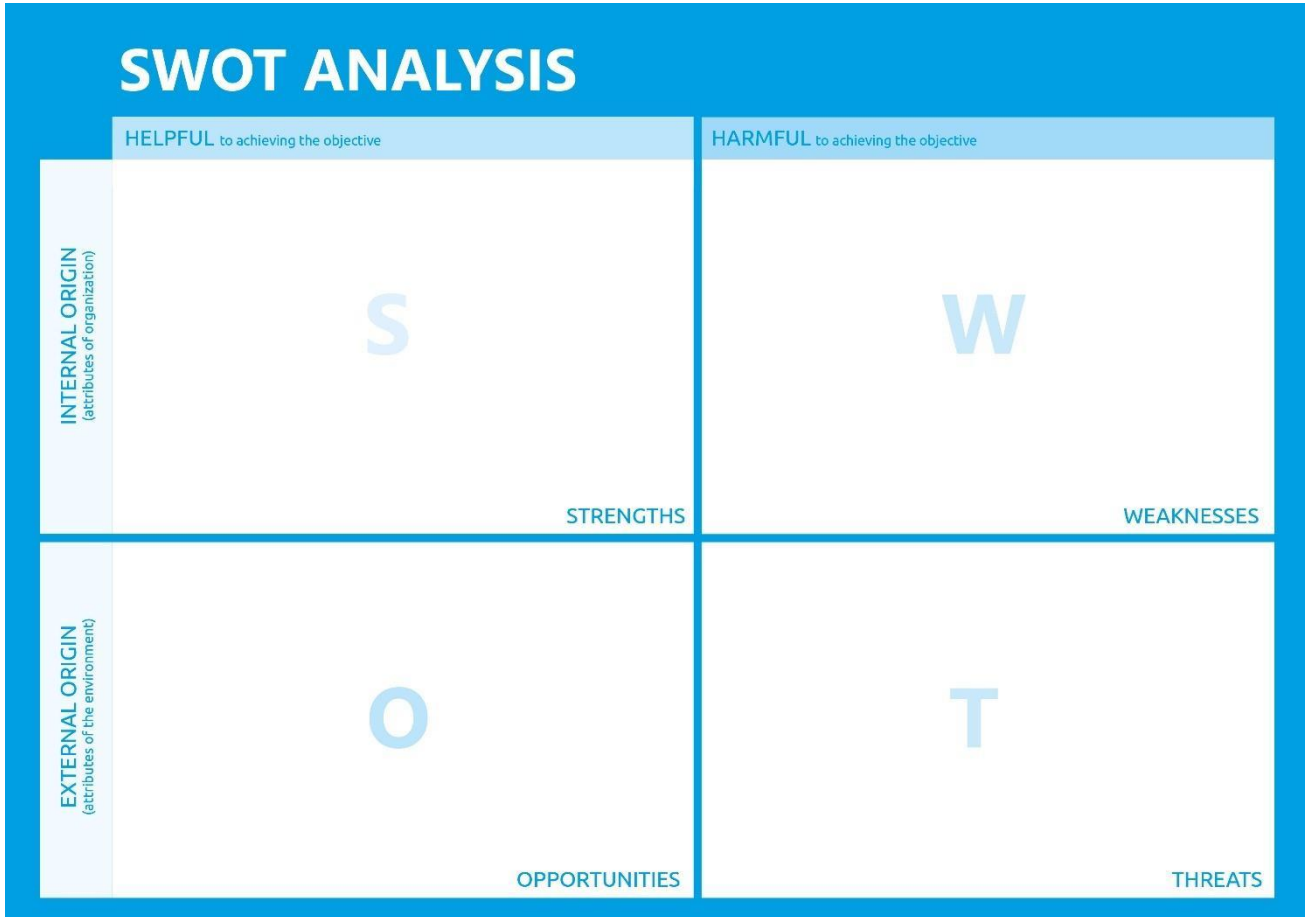 SWOT ANALYSIS
HELPFUL to achieving the objective
HARMFUL to achieving the objective
INTERNAL ORIGIN
(attributes of organization)
S
W
STRENGTHS
WEAKNESSES
EXTERNAL ORIGIN
(attributes of the environment)
O
T
OPPORTUNITIES
THREATS